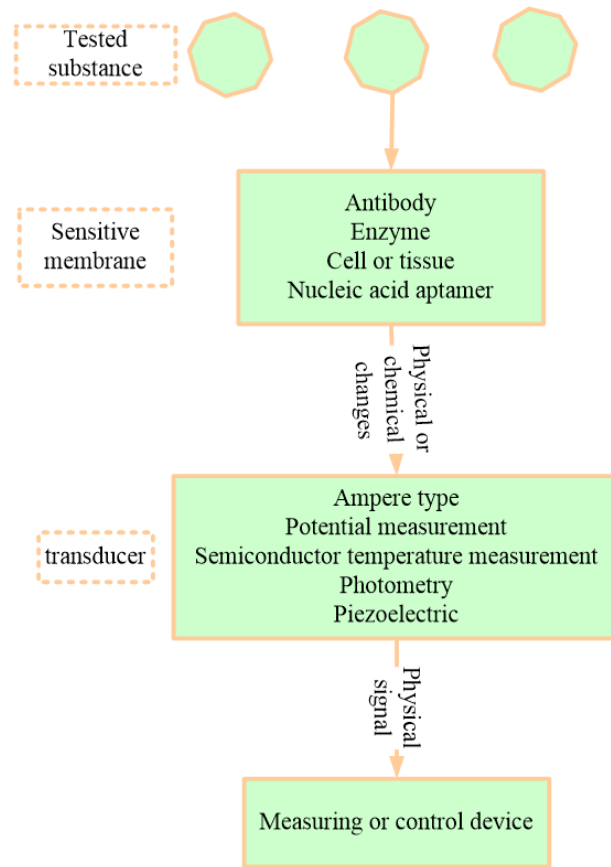 Tested
substance
Antibody
Enzyme
Cell or tissue
Nucleic acid aptamer
Sensitive
membrane
Physical or
chemical
changes
Ampere type
Potential measurement
Semiconductor temperature measurement
Photometry
Piezoelectric
transducer
Physical
signal
Measuring or control device